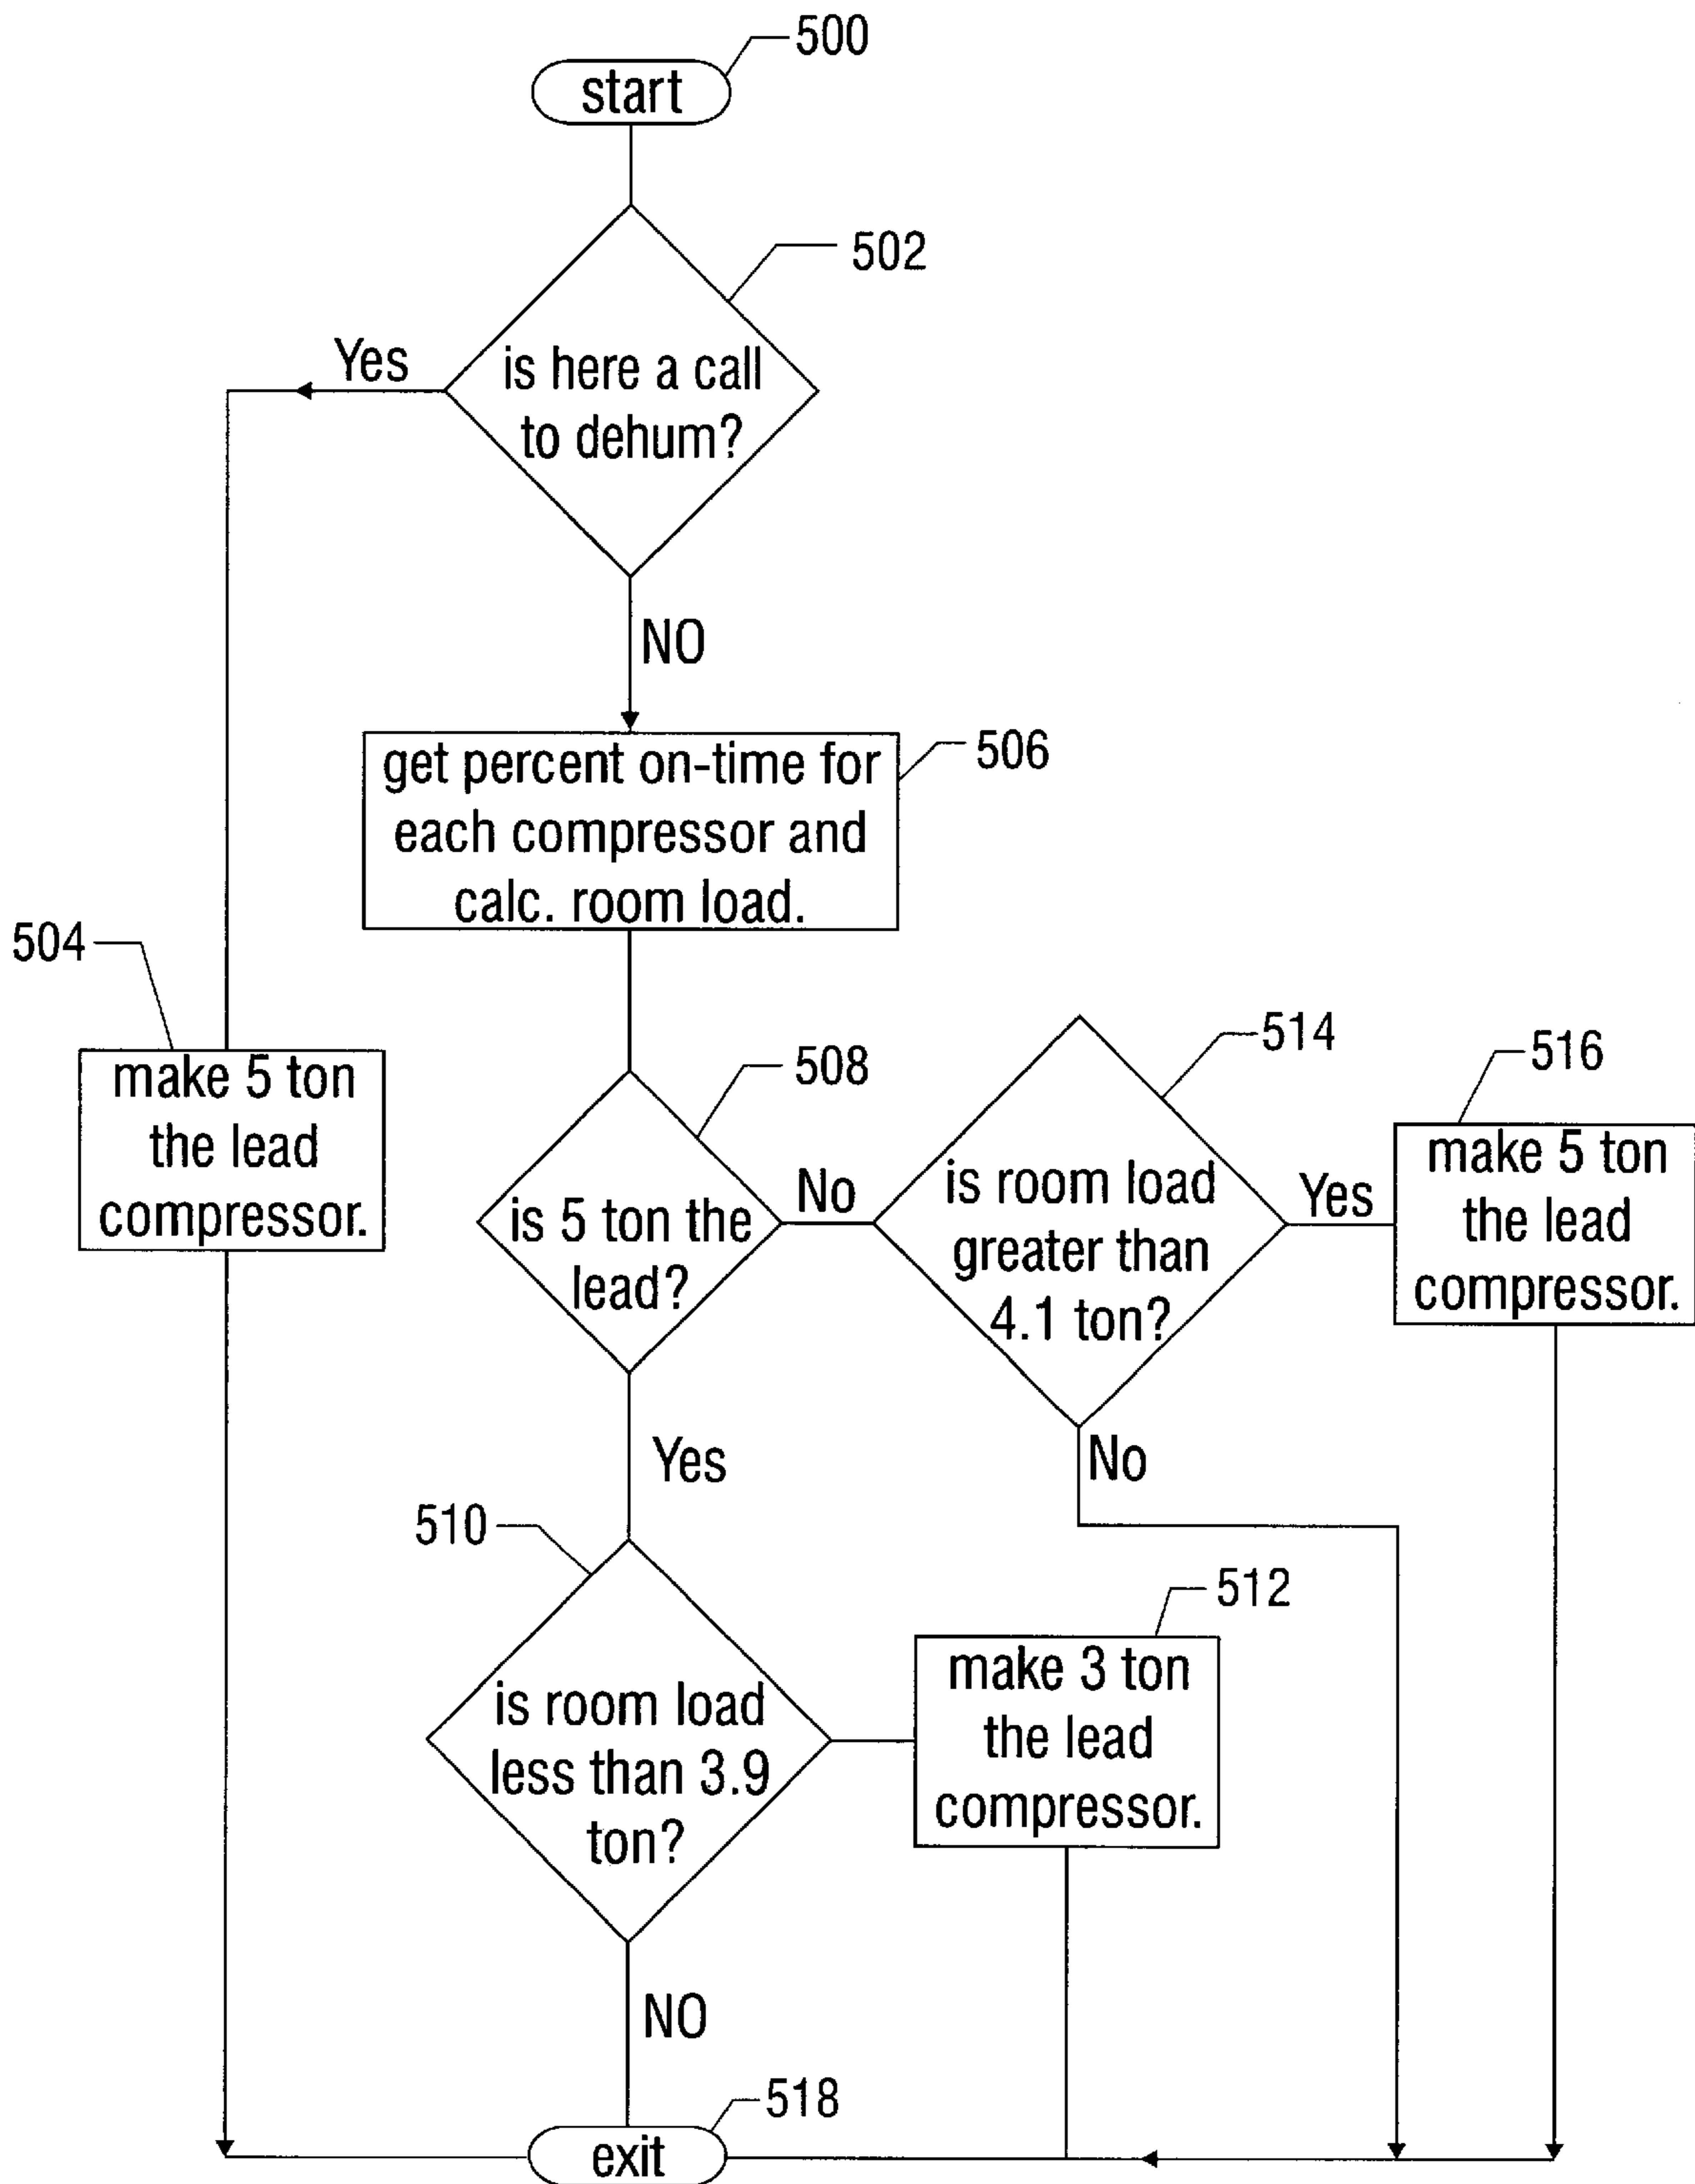 500
start
502
Yes
is here a call
to dehum?
NO
get percent on-time for
each compressor and
calc. room load.
506
504
make 5 ton
the lead
compressor.
508
is 5 ton the
lead?
No
514
is room load
greater than
4.1 ton?
Yes
516
make 5 ton
the lead
compressor.
Yes
No
510
is room load
less than 3.9
ton?
512
make 3 ton
the lead
compressor.
NO
518
exit